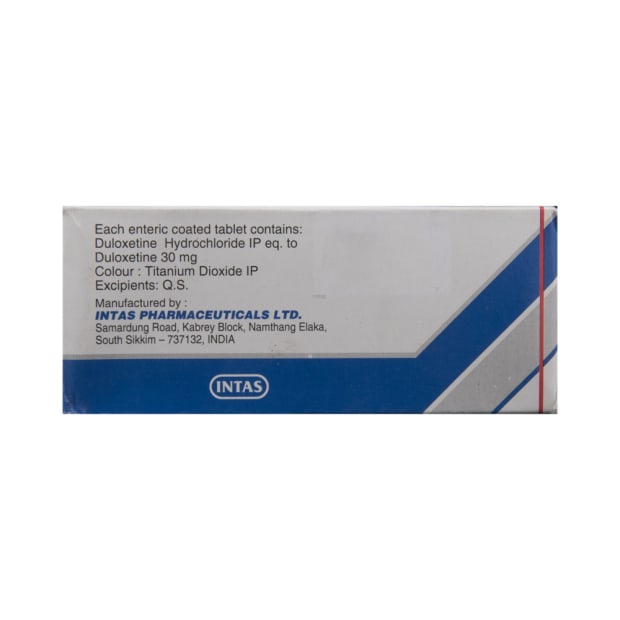 Each enteric coated tablet contains:
Duloxetine Hydrochloride IP eq. to
Duloxetine 30 mg
Colour : Titanium Dioxide IP
Excipients: Q.S.
Manufactured by :
INTAS PHARMACEUTICALS LTD.
Samardung Road, Kabrey Block, Namthang Elaka,
South Sikkim – 737132, INDIA
INTAS